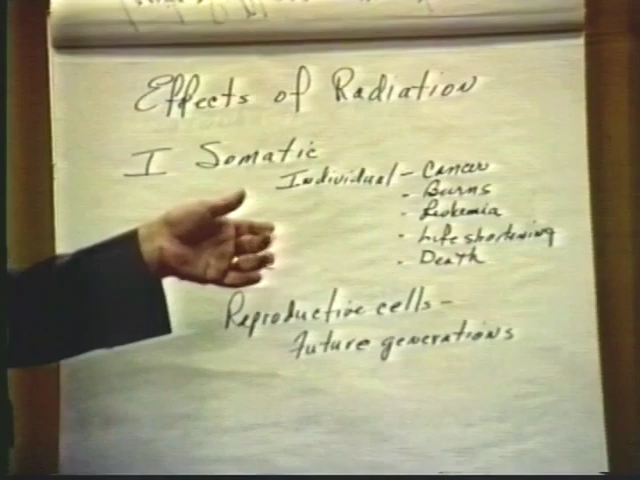 Effects of Radiation
I Somatic
Individual - Cancer
- Burns
- Leukemia
- Life shortening
- Death
Reproductive cells -
Future generations